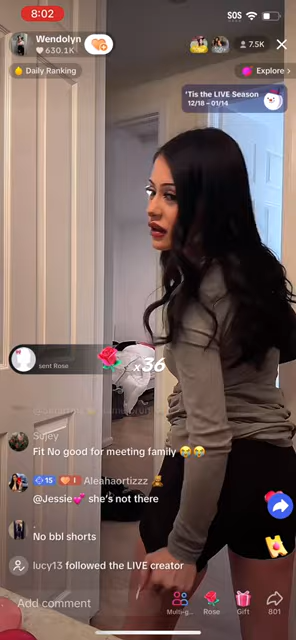 8:02
SOS
Wendolyn
630.1K
7.5K
Daily Ranking
Explore >
'Tis the LIVE Season
12/18 – 01/14
sent Rose
x36
Sujey
Fit No good for meeting family 😭😭
15 1 Aleahaortizzz
@Jessie💕 she's not there
.
No bbl shorts
lucy13 followed the LIVE creator
Add comment
Multi-g...
Rose
Gift
801